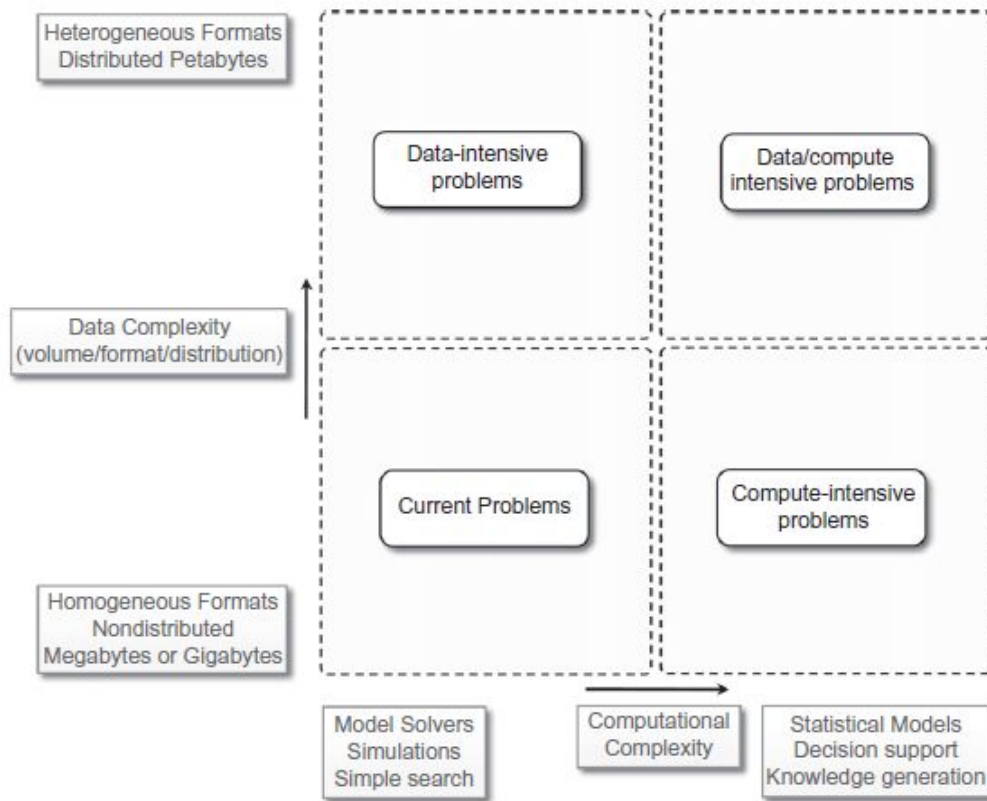 Heterogeneous Formats
Distributed Petabytes
Data-intensive
problems
Data/compute
intensive problems
Data Complexity
(volume/format/distribution)
Current Problems
Compute-intensive
problems
Homogeneous Formats
Nondistributed
Megabytes or Gigabytes
Model Solvers
Simulations
Simple search
Computational
Complexity
Statistical Models
Decision support
Knowledge generation